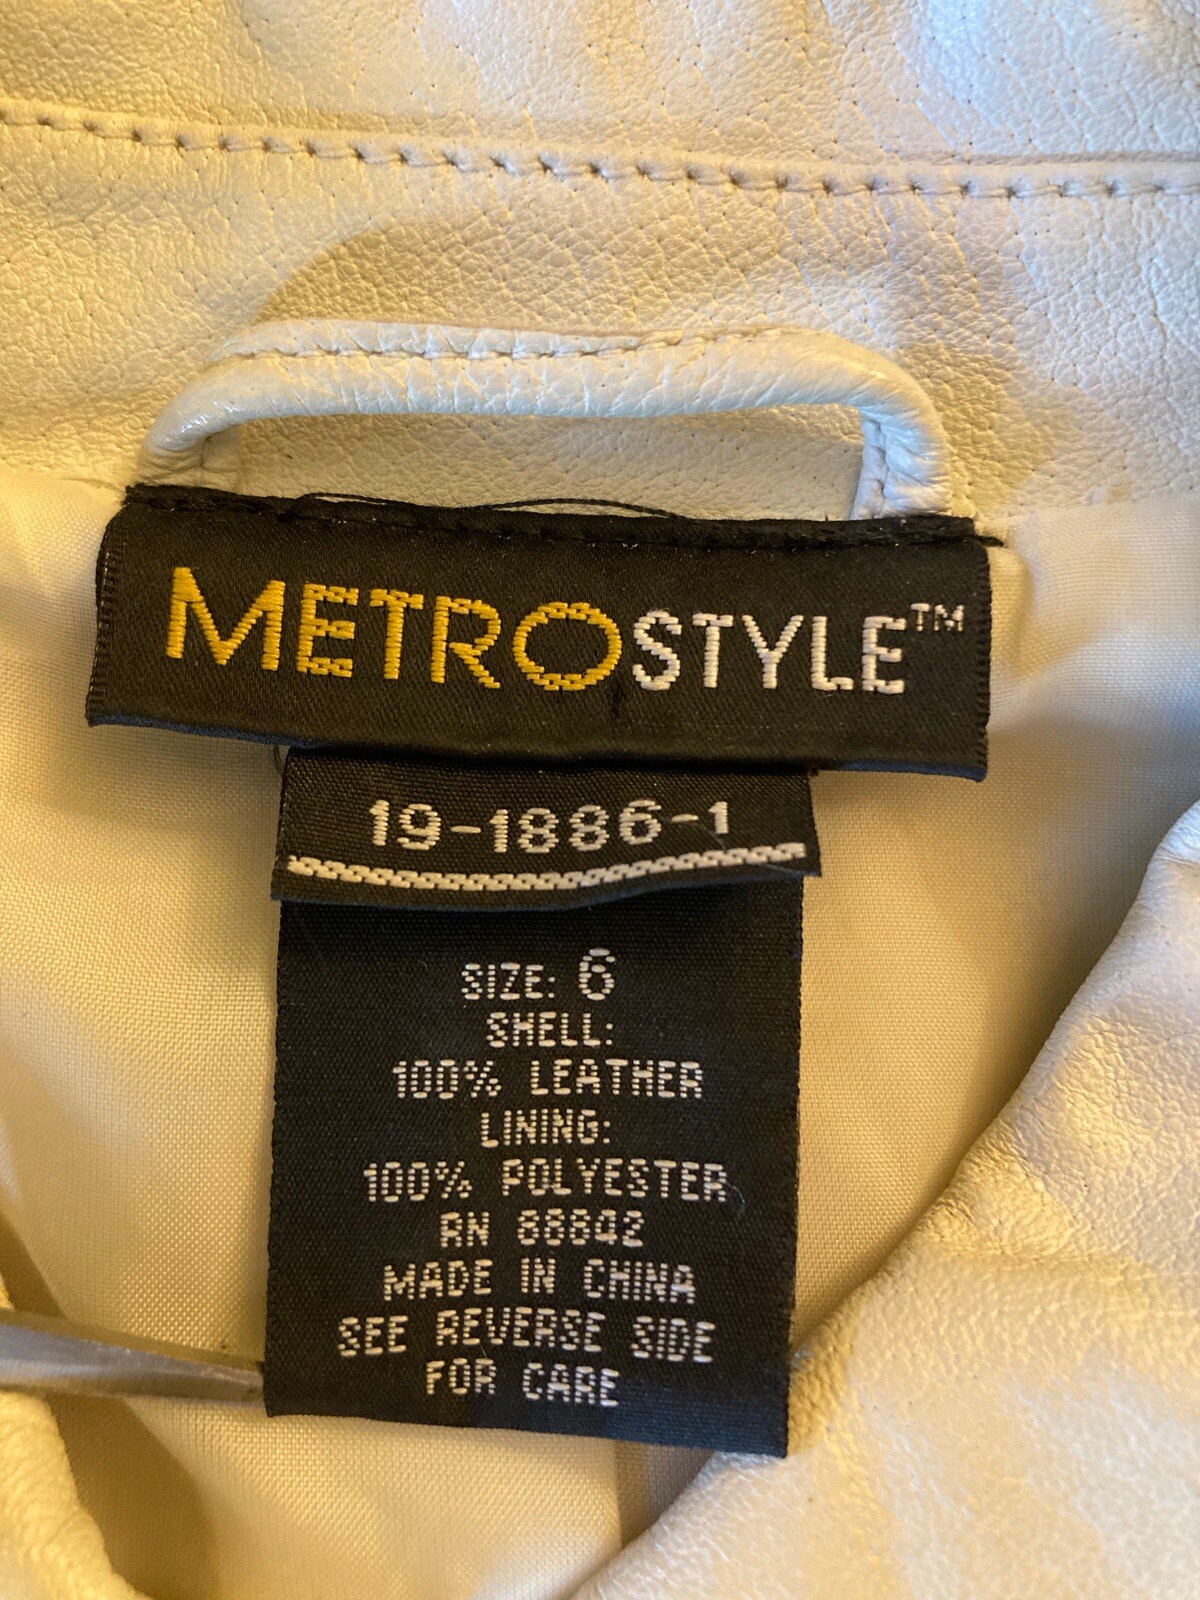 METROSTYLE™
19-1886-1
SIZE: 6
SHELL:
100% LEATHER
LINING:
100% POLYESTER
RN 88842
MADE IN CHINA
SEE REVERSE SIDE
FOR CARE